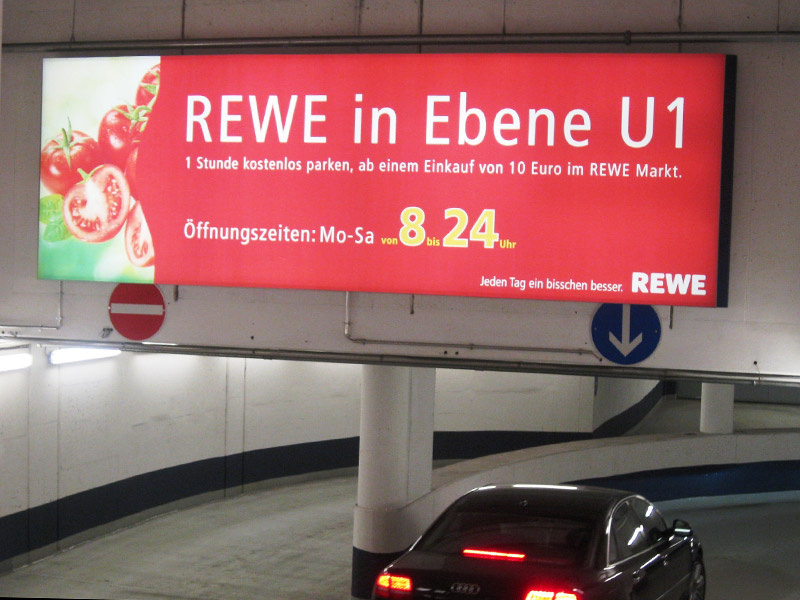 REWE in Ebene U1
1 Stunde kostenlos parken, ab einem Einkauf von 10 Euro im REWE Markt.
Öffnungszeiten: Mo-Sa von 8 bis 24 Uhr
Jeden Tag ein bisschen besser. REWE